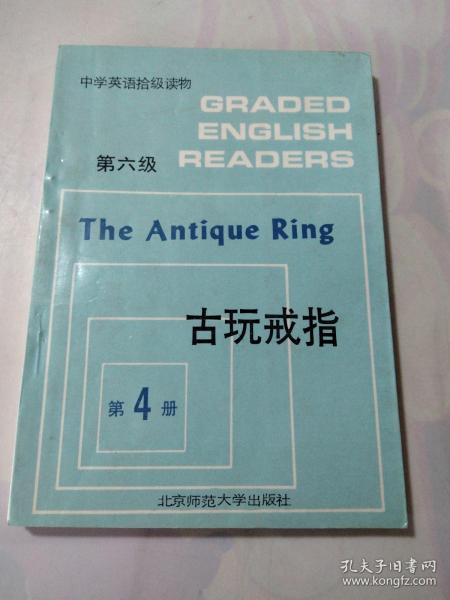 中学英语拾级读物
GRADED
ENGLISH
READERS
第六级
The Antique Ring
古玩戒指
第4册
北京师范大学出版社
孔夫子旧书网
www.kongfz.com